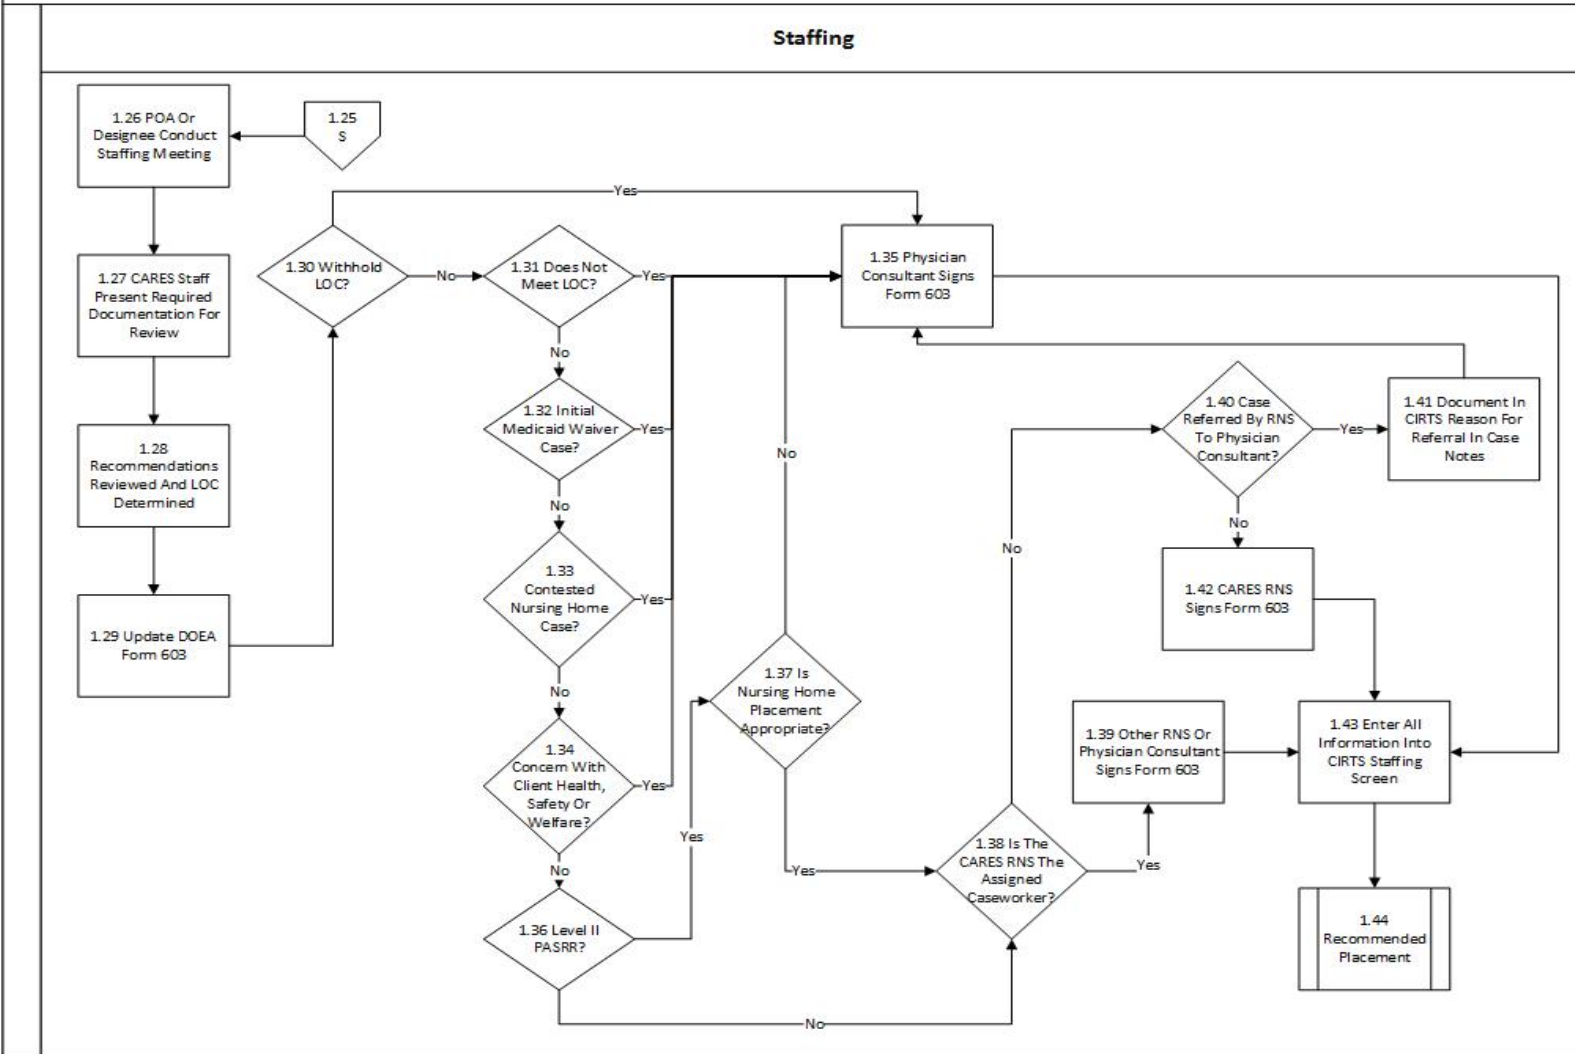 Staffing
1.26 POA Or
Designee Conduct
Staffing Meeting
1.25
S
1.27 CARES Staff
Present Required
Documentation For
Review
1.28
Recommendations
Reviewed And LOC
Determined
1.29 Update DOEA
Form 603
1.30 Withhold
LOC?
Yes
No
1.31 Does Not
Meet LOC?
Yes
No
1.32 Initial
Medicaid Waiver
Case?
Yes
No
1.33
Contested
Nursing Home
Case?
Yes
No
1.34
Concern With
Client Health,
Safety Or
Welfare?
Yes
No
1.36 Level II
PASRR?
Yes
No
1.35 Physician
Consultant Signs
Form 603
1.37 Is
Nursing Home
Placement
Appropriate?
No
Yes
1.38 Is The
CARES RNS The
Assigned
Caseworker?
No
Yes
1.39 Other RNS Or
Physician Consultant
Signs Form 603
1.40 Case
Referred By RNS
To Physician
Consultant?
Yes
No
1.41 Document In
CIRTS Reason For
Referral In Case
Notes
1.42 CARES RNS
Signs Form 603
1.43 Enter All
Information Into
CIRTS Staffing
Screen
1.44
Recommended
Placement